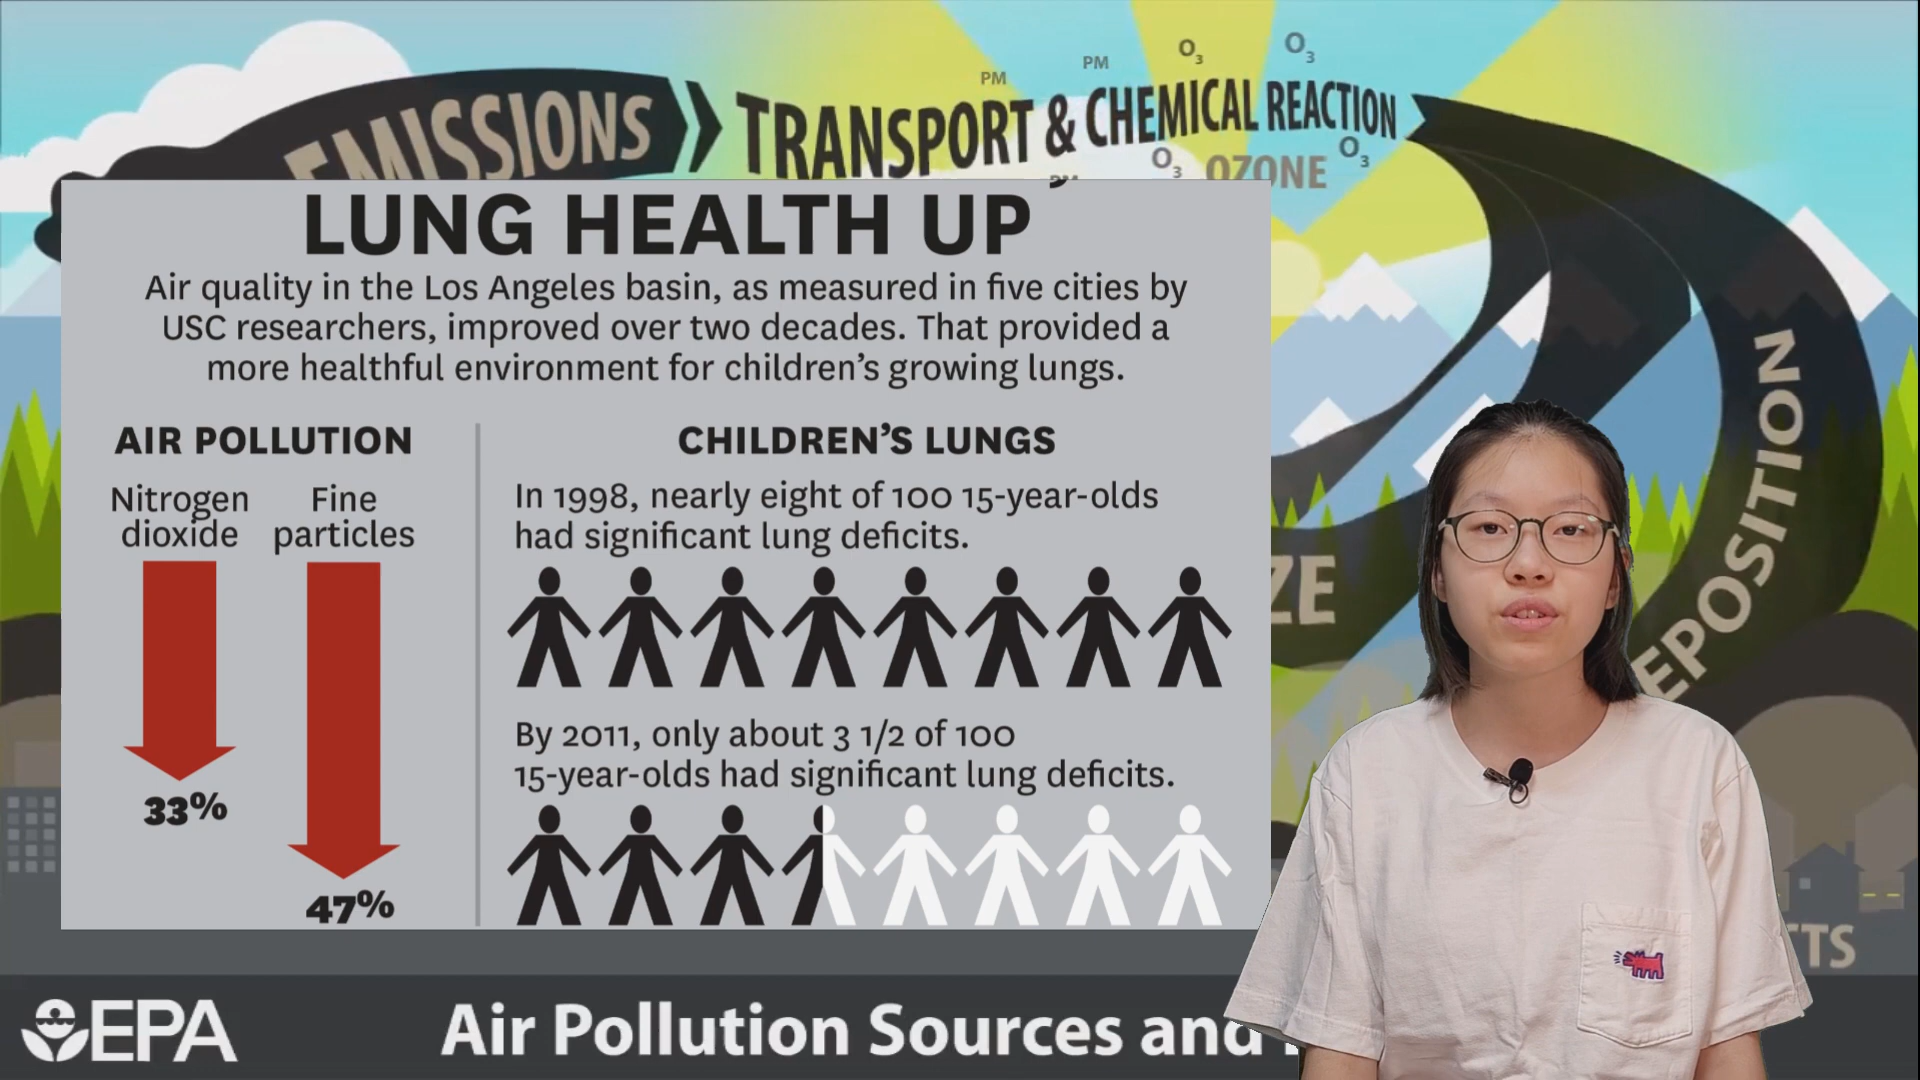 PM
PM
O3
O3
EMISSIONS
TRANSPORT & CHEMICAL REACTION
O3
OZONE
O3
LUNG HEALTH UP
Air quality in the Los Angeles basin, as measured in five cities by
USC researchers, improved over two decades. That provided a
more healthful environment for children's growing lungs.
AIR POLLUTION
Nitrogen
dioxide
Fine
particles
33%
47%
CHILDREN'S LUNGS
In 1998, nearly eight of 100 15-year-olds
had significant lung deficits.
By 2011, only about 3 1/2 of 100
15-year-olds had significant lung deficits.
ZE
EPOSITION
TS
EPA
Air Pollution Sources and